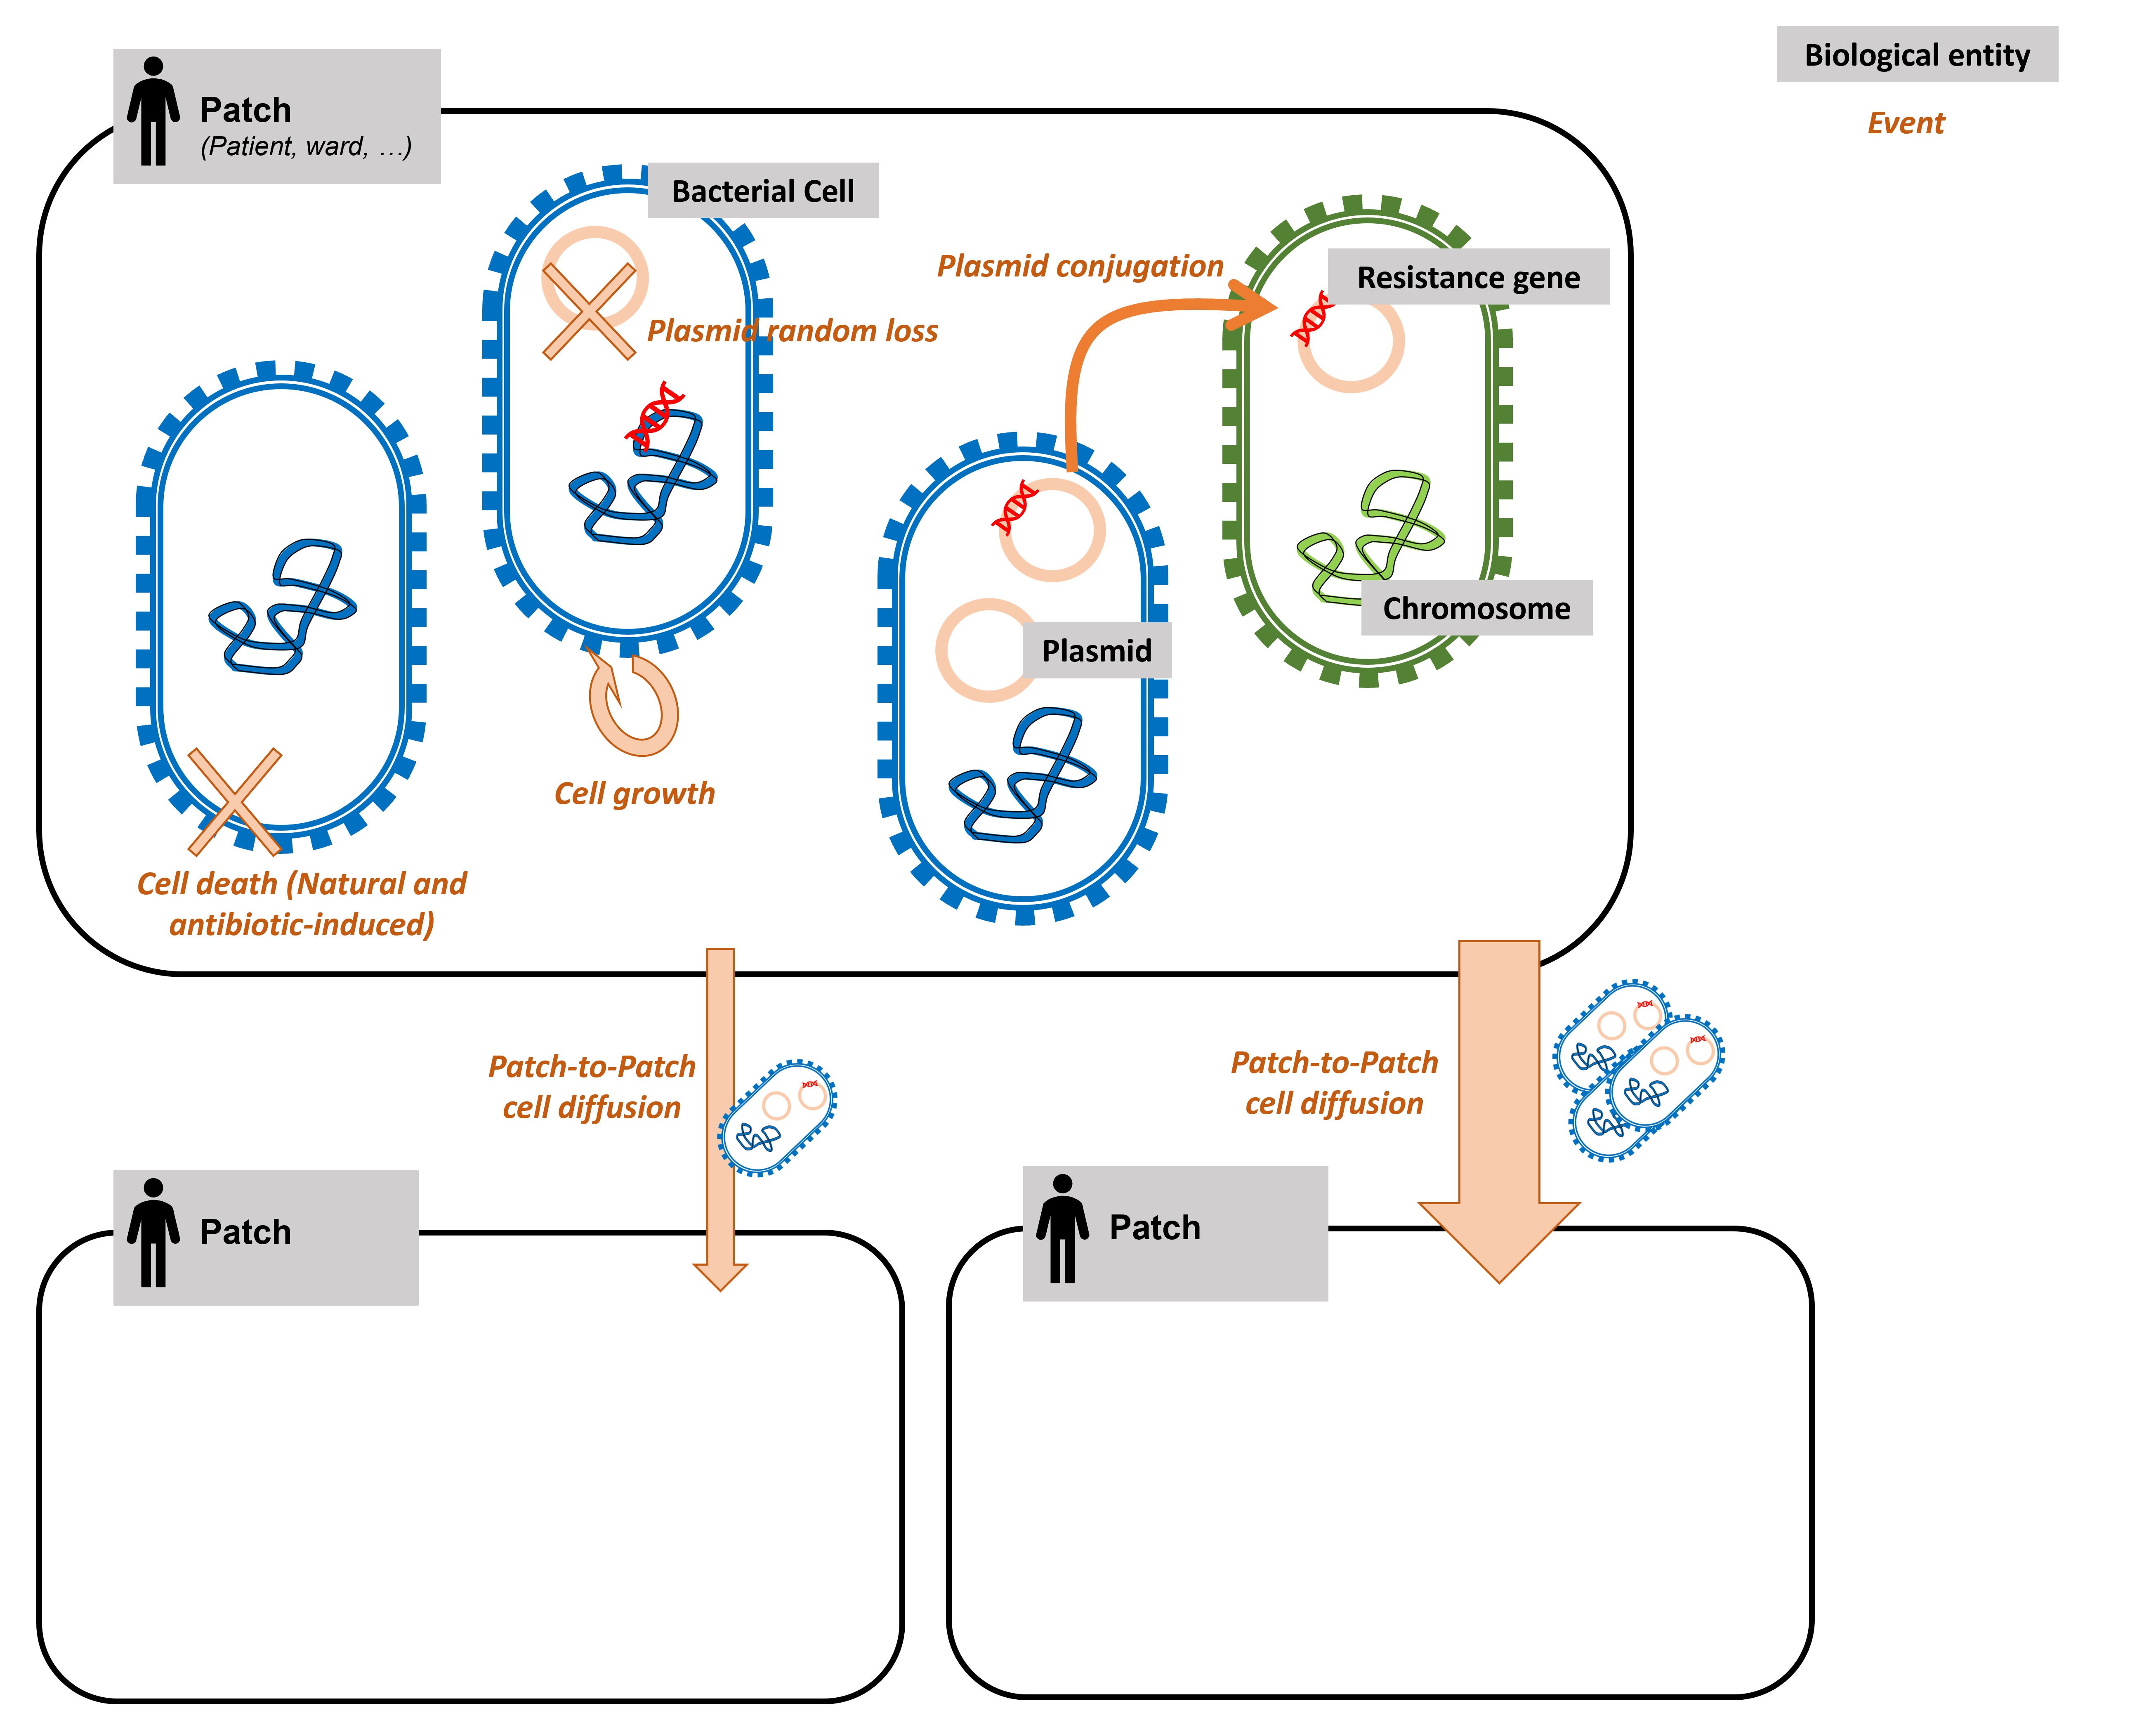 Biological entity
Event
Patch
(Patient, ward, …)
Bacterial Cell
Plasmid conjugation
Resistance gene
Plasmid random loss
Chromosome
Plasmid
Cell growth
Cell death (Natural and
antibiotic-induced)
Patch-to-Patch
cell diffusion
Patch-to-Patch
cell diffusion
Patch
Patch